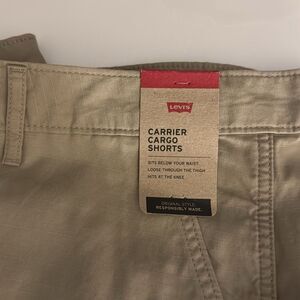 LEVI'S
CARRIER
CARGO
SHORTS
SITS BELOW YOUR WAIST
LOOSE THROUGH THE THIGH
HITS AT THE KNEE
ORIGINAL STYLE.
RESPONSIBLY MADE.